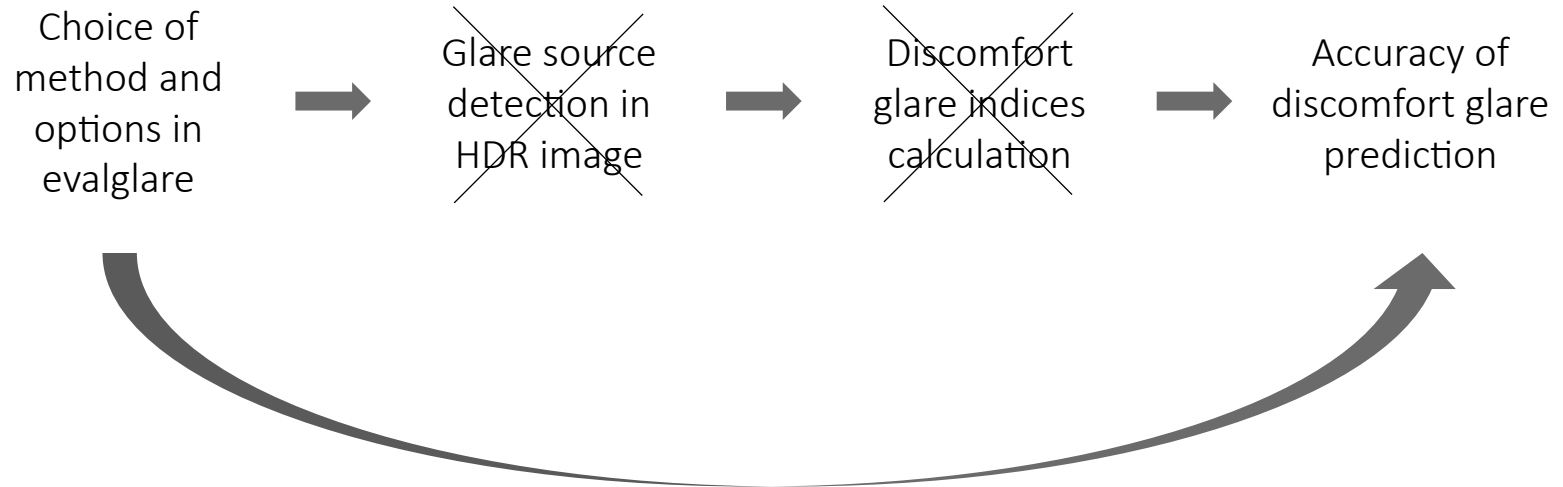 Choice of
method and
options in
evalglare
Glare source
detection in
HDR image
Discomfort
glare indices
calculation
Accuracy of
discomfort glare
prediction